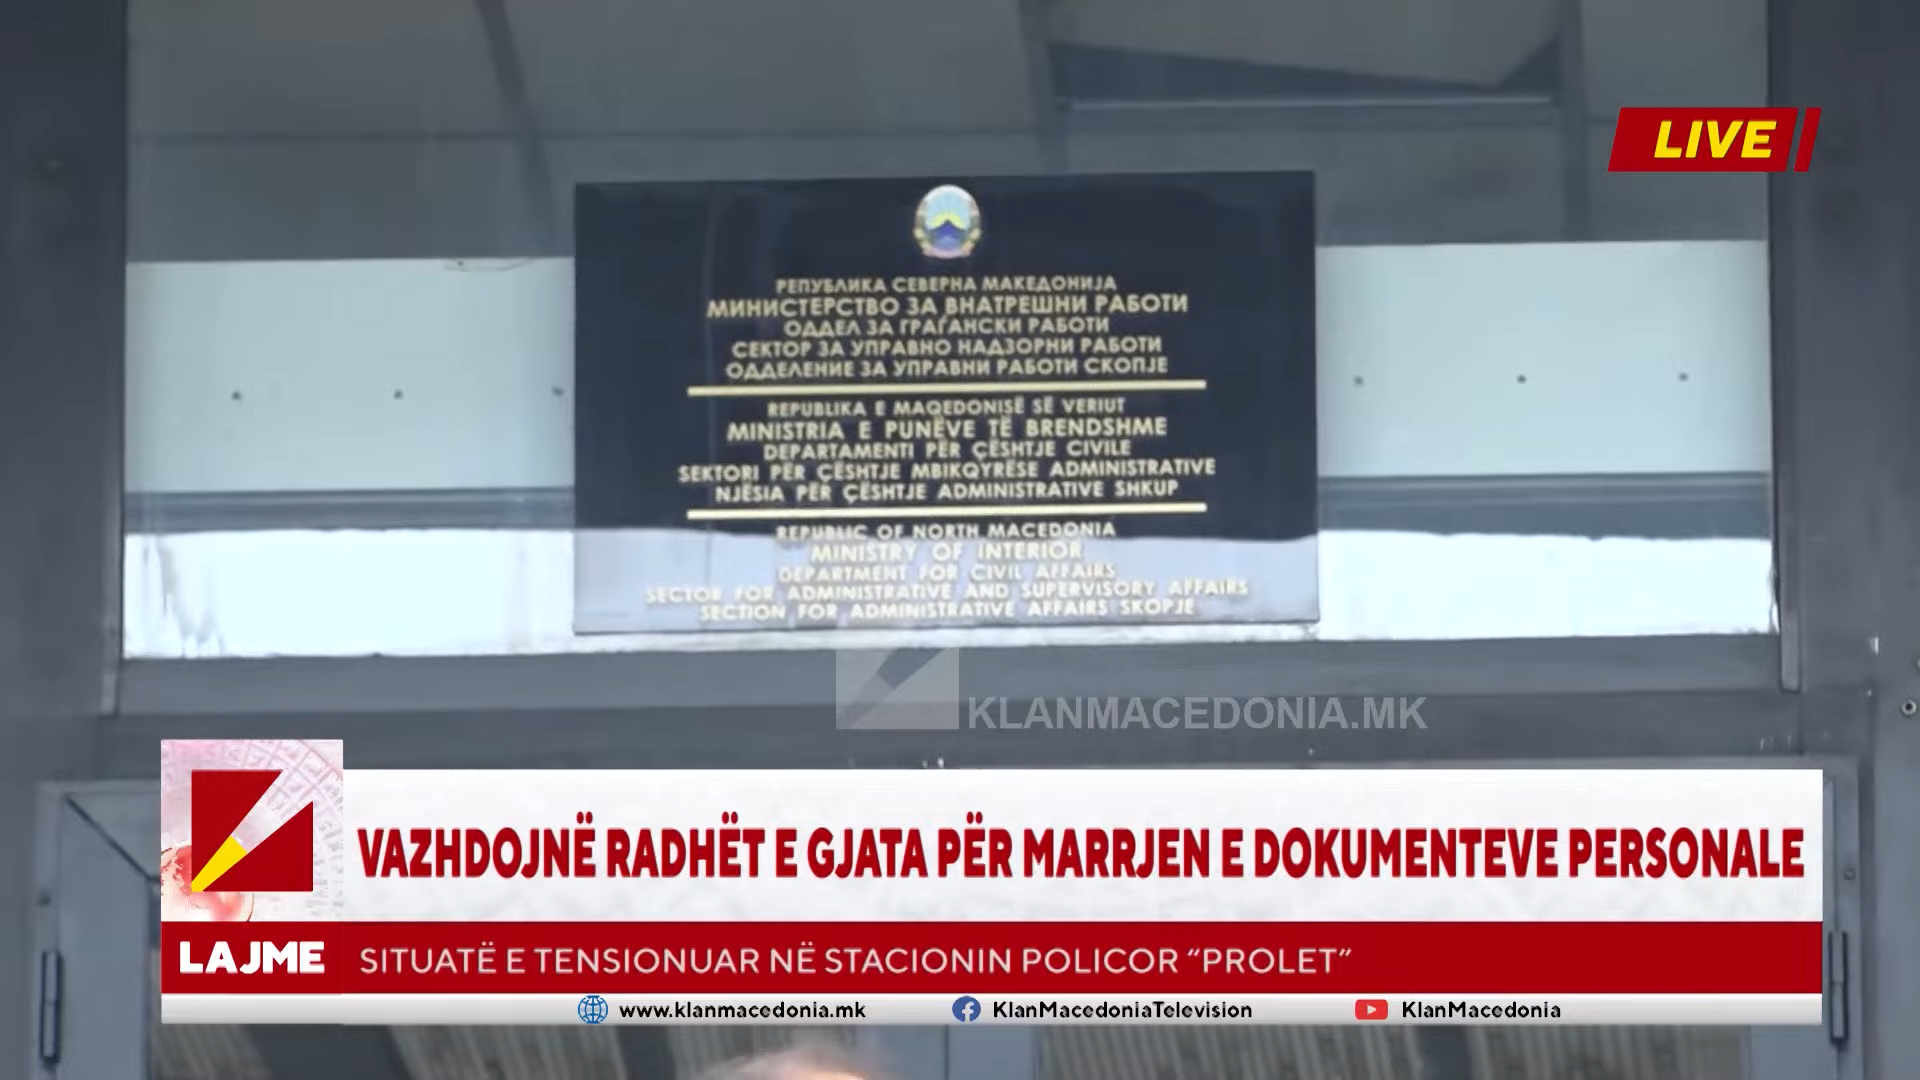 LIVE
РЕПУБЛИКА СЕВЕРНА МАКЕДОНИЈА
МИНИСТЕРСТВО ЗА ВНАТРЕШНИ РАБОТИ
ОДДЕЛ ЗА ГРАЃАНСКИ РАБОТИ
СЕКТОР ЗА УПРАВНО НАДЗОРНИ РАБОТИ
ОДДЕЛЕНИЕ ЗА УПРАВНИ РАБОТИ СКОПЈЕ
REPUBLIKA E MAQEDONISË SË VERIUT
MINISTRIA E PUNËVE TË BRENDSHME
DEPARTAMENTI PËR ÇËSHTJE CIVILE
SEKTORI PËR ÇËSHTJE MBIKQYRËSE ADMINISTRATIVE
NJËSIA PËR ÇËSHTJE ADMINISTRATIVE SHKUP
REPUBLIC OF NORTH MACEDONIA
MINISTRY OF INTERIOR
DEPARTMENT FOR CIVIL AFFAIRS
SECTOR FOR ADMINISTRATIVE AND SUPERVISORY AFFAIRS
SECTION FOR ADMINISTRATIVE AFFAIRS SKOPJE
KLANMACEDONIA.MK
VAZHDOJNË RADHËT E GJATA PËR MARRJEN E DOKUMENTEVE PERSONALE
LAJME
SITUATË E TENSIONUAR NË STACIONIN POLICOR “PROLET”
www.klanmacedonia.mk
KlanMacedoniaTelevision
KlanMacedonia